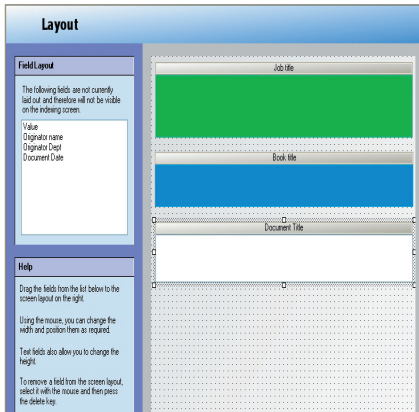 Layout
Field Layout
The following fields are not currently
laid out and therefore will not be visible
on the indexing screen.
Value
Originator name
Originator Dept
Document Date
Help
Drag the fields from the list below to the
screen layout on the right.
Using the mouse, you can change the
width and position them as required.
Text fields also allow you to change the
height.
To remove a field from the screen layout,
select it with the mouse and then press
the delete key.
Job title
Book title
Document Title